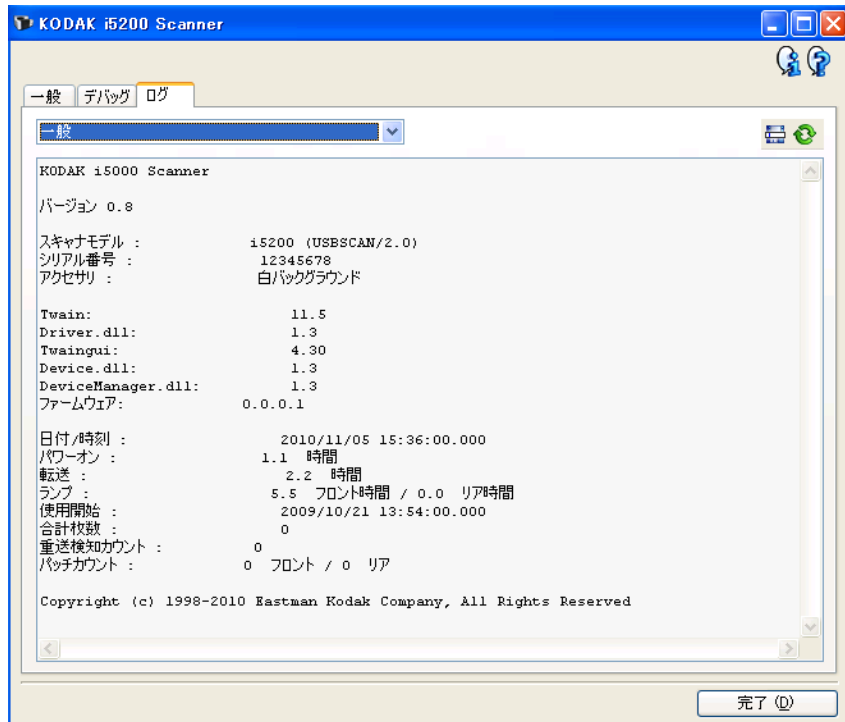 KODAK i5200 Scanner
一般 デバッグ ログ
一般
KODAK i5000 Scanner
バージョン 0.8
スキャナモデル : i5200 (USBSCAN/2.0)
シリアル番号 : 12345678
アクセサリ : 白バックグラウンド
Twain: 11.5
Driver.dll: 1.3
Twaingui: 4.30
Device.dll: 1.3
DeviceManager.dll: 1.3
ファームウェア: 0.0.0.1
日付/時刻 : 2010/11/05 15:36:00.000
パワーオン : 1.1 時間
転送 : 2.2 時間
ランプ : 5.5 フロント時間 / 0.0 リア時間
使用開始 : 2009/10/21 13:54:00.000
合計枚数 : 0
重送検知カウント : 0
パッチカウント : 0 フロント / 0 リア
Copyright (c) 1998-2010 Eastman Kodak Company, All Rights Reserved
完了 (D)